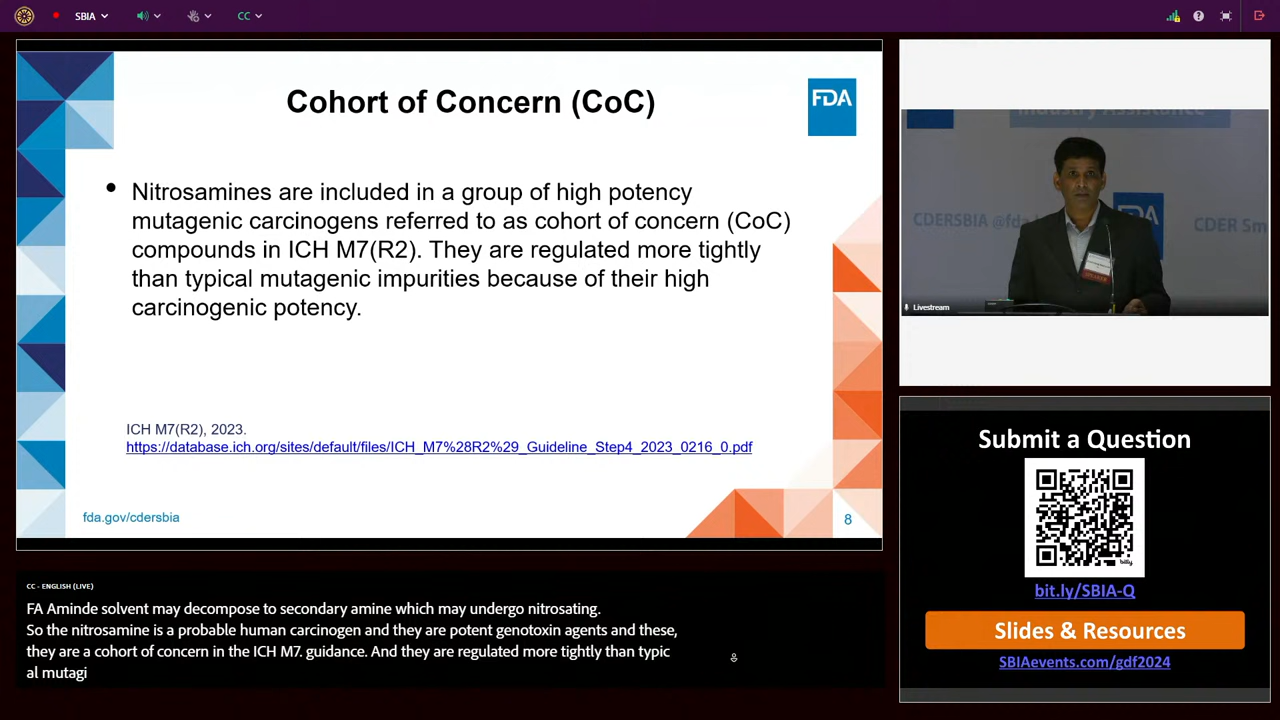 SBIA
CC
Cohort of Concern (CoC)
FDA
• Nitrosamines are included in a group of high potency
mutagenic carcinogens referred to as cohort of concern (CoC)
compounds in ICH M7(R2). They are regulated more tightly
than typical mutagenic impurities because of their high
carcinogenic potency.
ICH M7(R2), 2023.
https://database.ich.org/sites/default/files/ICH_M7%28R2%29_Guideline_Step4_2023_0216_0.pdf
fda.gov/cdersbia
8
Industry Assistance
CDERSBIA @fda
FDA
CDER Sm
SPEAKER
Livestream
Submit a Question
bitly
bit.ly/SBIA-Q
Slides & Resources
SBIAevents.com/gdf2024
CC - ENGLISH (LIVE)
FA Aminde solvent may decompose to secondary amine which may undergo nitrosating.
So the nitrosamine is a probable human carcinogen and they are potent genotoxin agents and these,
they are a cohort of concern in the ICH M7. guidance. And they are regulated more tightly than typic
al mutagi